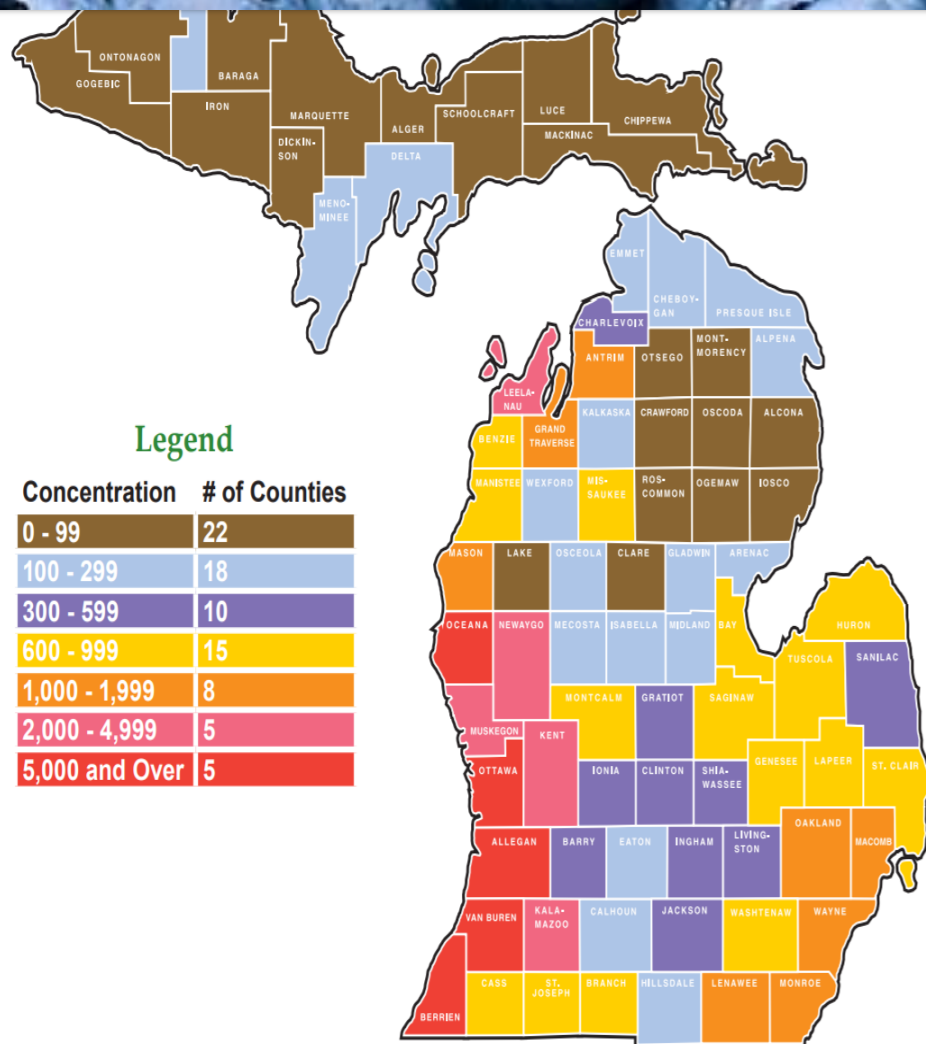 ONTONAGON
GOGEBIC
BARAGA
IRON
MARQUETTE
DICKIN-
SON
ALGER
SCHOOLCRAFT
LUCE
MACKINAC
CHIPPEWA
DELTA
MENO-
MINEE
EMMET
CHEBOY-
GAN
PRESQUE ISLE
CHARLEVOIX
ANTRIM
OTSEGO
MONT-
MORENCY
ALPENA
LEELA-
NAU
GRAND
TRAVERSE
KALKASKA
CRAWFORD
OSCODA
ALCONA
BENZIE
MANISTEE
WEXFORD
MIS-
SAUKEE
ROS-
COMMON
OGEMAW
IOSCO
Legend
Concentration # of Counties
0 - 99 22
100 - 299 18
300 - 599 10
600 - 999 15
1,000 - 1,999 8
2,000 - 4,999 5
5,000 and Over 5
MASON
LAKE
OSCEOLA
CLARE
GLADWIN
ARENAC
OCEANA
NEWAYGO
MECOSTA
ISABELLA
MIDLAND
BAY
HURON
TUSCOLA
SANILAC
MONTCALM
GRATIOT
SAGINAW
MUSKEGON
KENT
OTTAWA
IONIA
CLINTON
SHIA-
WASSEE
GENESEE
LAPEER
ST. CLAIR
ALLEGAN
BARRY
EATON
INGHAM
LIVING-
STON
OAKLAND
MACOMB
VAN BUREN
KALA-
MAZOO
CALHOUN
JACKSON
WASHTENAW
WAYNE
BERRIEN
CASS
ST.
JOSEPH
BRANCH
HILLSDALE
LENAWEE
MONROE